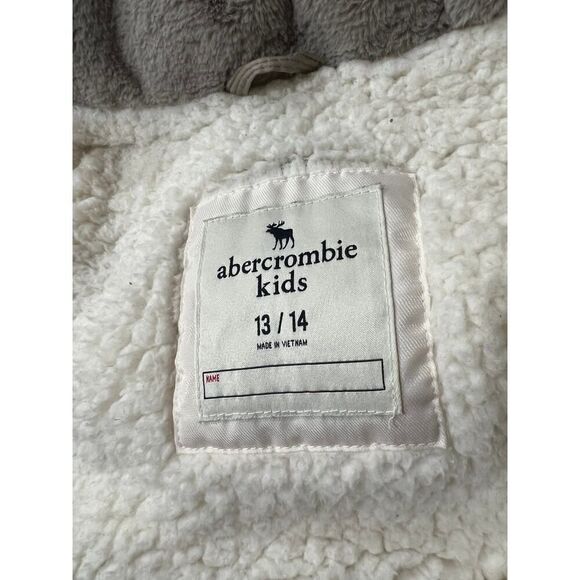 abercrombie
kids
13 / 14
MADE IN VIETNAM
NAME